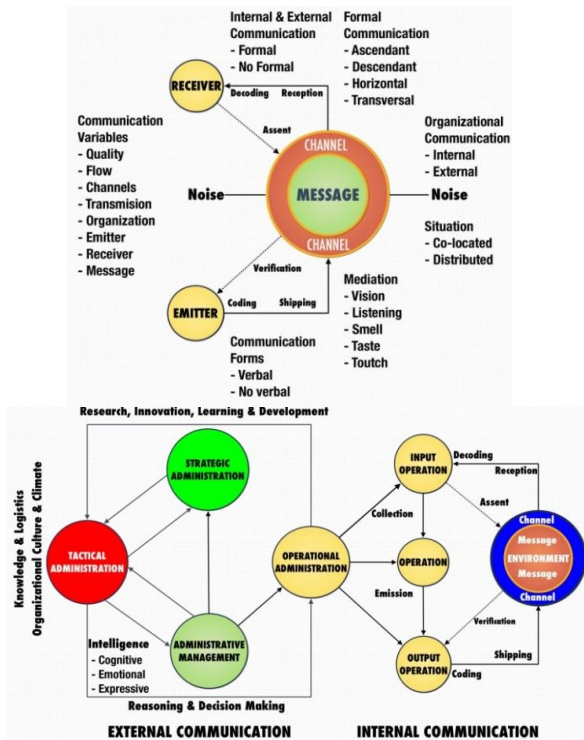 Internal & External
Communication
- Formal
- No Formal
Formal
Communication
- Ascendant
- Descendant
- Horizontal
- Transversal
RECEIVER
Decoding
Reception
Communication
Variables
- Quality
- Flow
- Channels
- Transmision
- Organization
- Emitter
- Receiver
- Message
Assent
CHANNEL
Organizational
Communication
- Internal
- External
Noise
MESSAGE
Noise
CHANNEL
Situation
- Co-located
- Distributed
Verification
EMITTER
Coding
Shipping
Mediation
- Vision
- Listening
- Smell
- Taste
- Toutch
Communication
Forms
- Verbal
- No verbal
Research, Innovation, Learning & Development
Knowledge & Logistics
Organizational Culture & Climate
STRATEGIC
ADMINISTRATION
TACTICAL
ADMINISTRATION
OPERATIONAL
ADMINISTRATION
ADMINISTRATIVE
MANAGEMENT
Intelligence
- Cognitive
- Emotional
- Expressive
Reasoning & Decision Making
EXTERNAL COMMUNICATION
INPUT
OPERATION
Decoding
Reception
Collection
Assent
OPERATION
Channel
Message
ENVIRONMENT
Message
Channel
Emission
Verification
OUTPUT
OPERATION
Shipping
Coding
INTERNAL COMMUNICATION